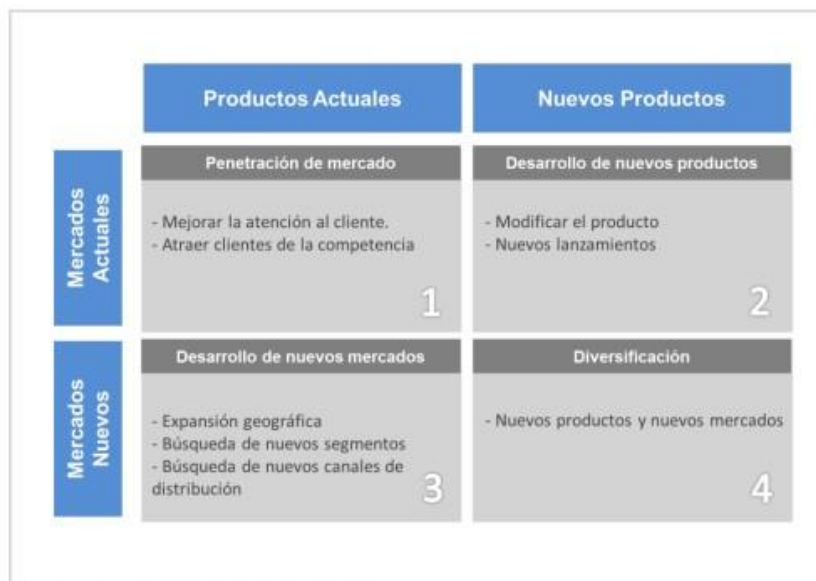 Productos Actuales
Nuevos Productos
Mercados
Actuales
Penetración de mercado
- Mejorar la atención al cliente.
- Atraer clientes de la competencia
1
Desarrollo de nuevos productos
- Modificar el producto
- Nuevos lanzamientos
2
Mercados
Nuevos
Desarrollo de nuevos mercados
- Expansión geográfica
- Búsqueda de nuevos segmentos
- Búsqueda de nuevos canales de
distribución
3
Diversificación
- Nuevos productos y nuevos mercados
4